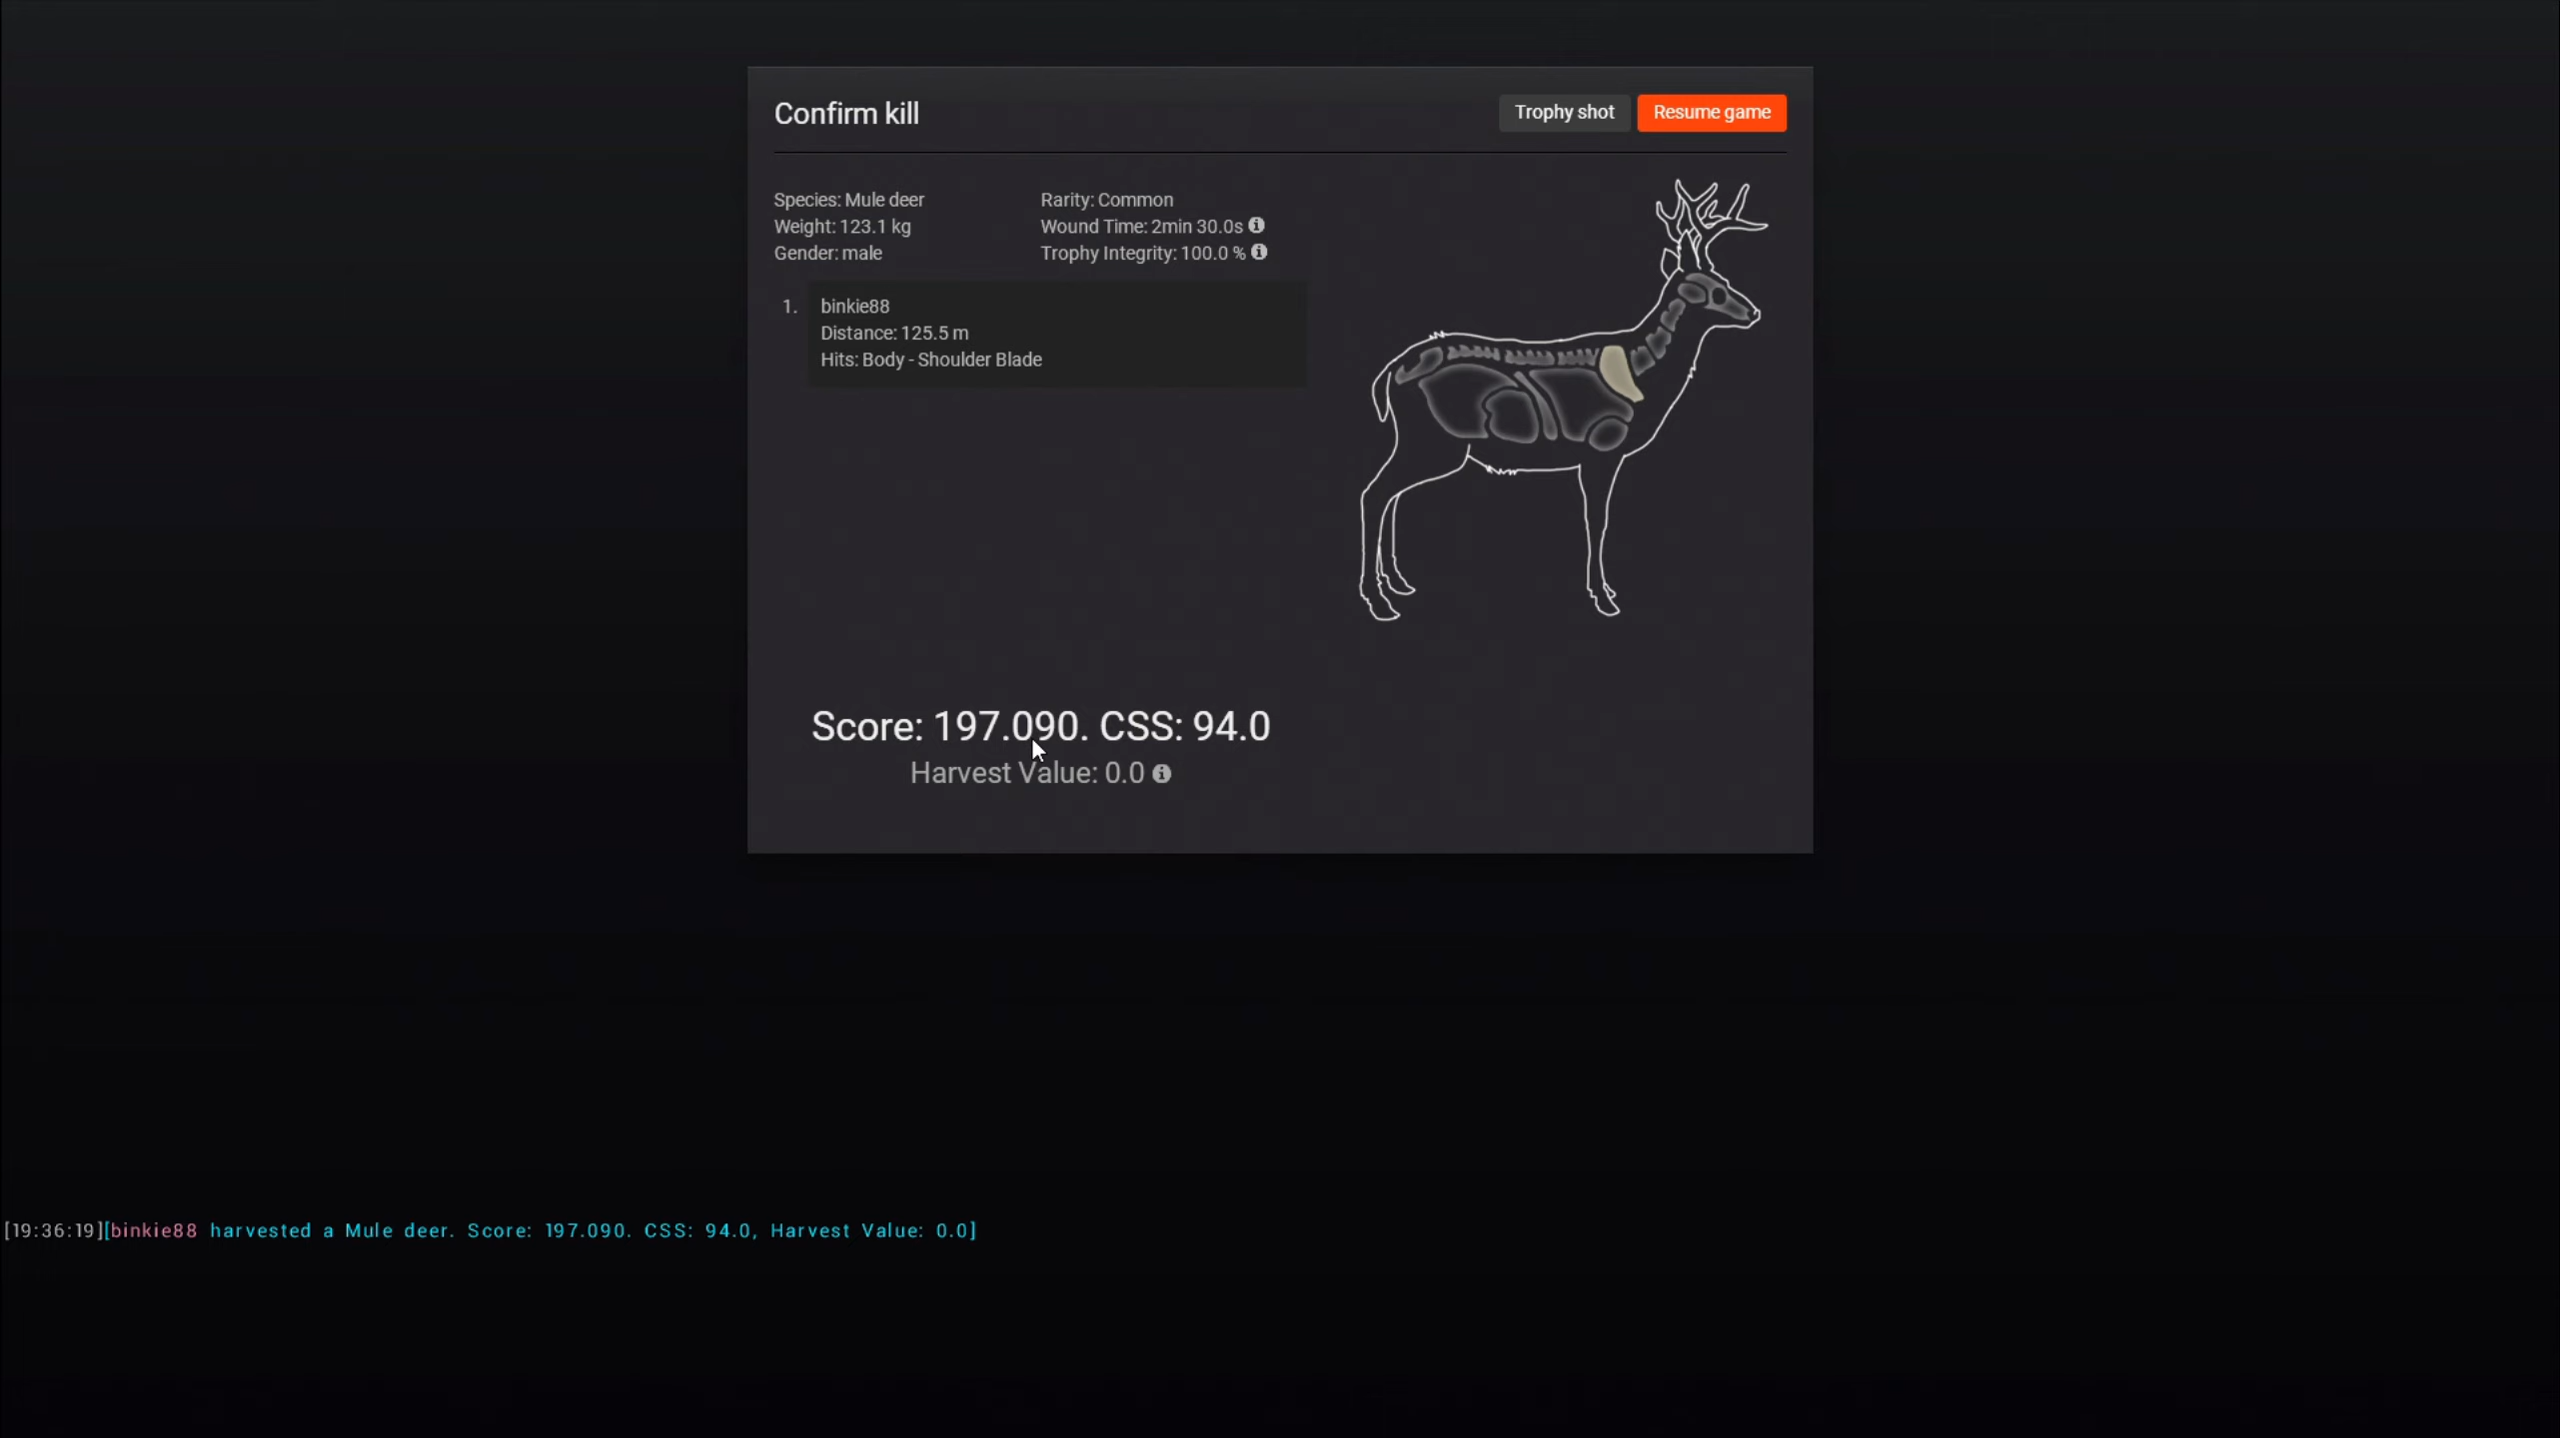 Confirm kill
Trophy shot
Resume game
Species: Mule deer
Weight: 123.1 kg
Gender: male
Rarity: Common
Wound Time: 2min 30.0s
Trophy Integrity: 100.0 %
1.
binkie88
Distance: 125.5 m
Hits: Body - Shoulder Blade
Score: 197.090. CSS: 94.0
Harvest Value: 0.0
[19:36:19][binkie88 harvested a Mule deer. Score: 197.090. CSS: 94.0, Harvest Value: 0.0]